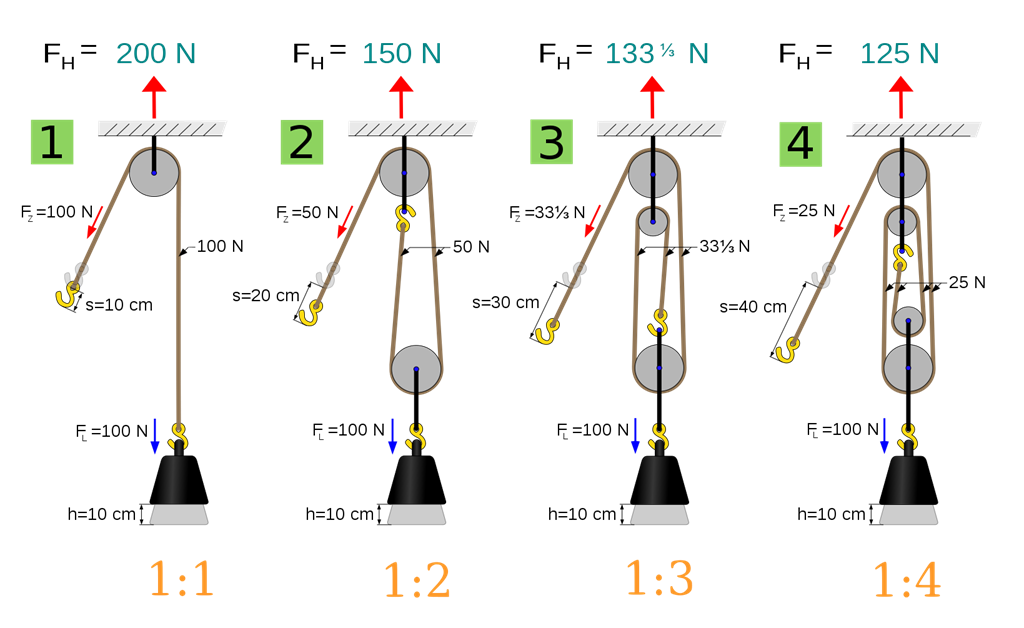 F_H = 200 N
F_H = 150 N
F_H = 133 ⅓ N
F_H = 125 N
1
2
3
4
F_Z =100 N
F_Z =50 N
F_Z =33⅓ N
F_Z =25 N
100 N
50 N
33⅓ N
25 N
s=10 cm
s=20 cm
s=30 cm
s=40 cm
F_L =100 N
F_L =100 N
F_L =100 N
F_L =100 N
h=10 cm
h=10 cm
h=10 cm
h=10 cm
1:1
1:2
1:3
1:4